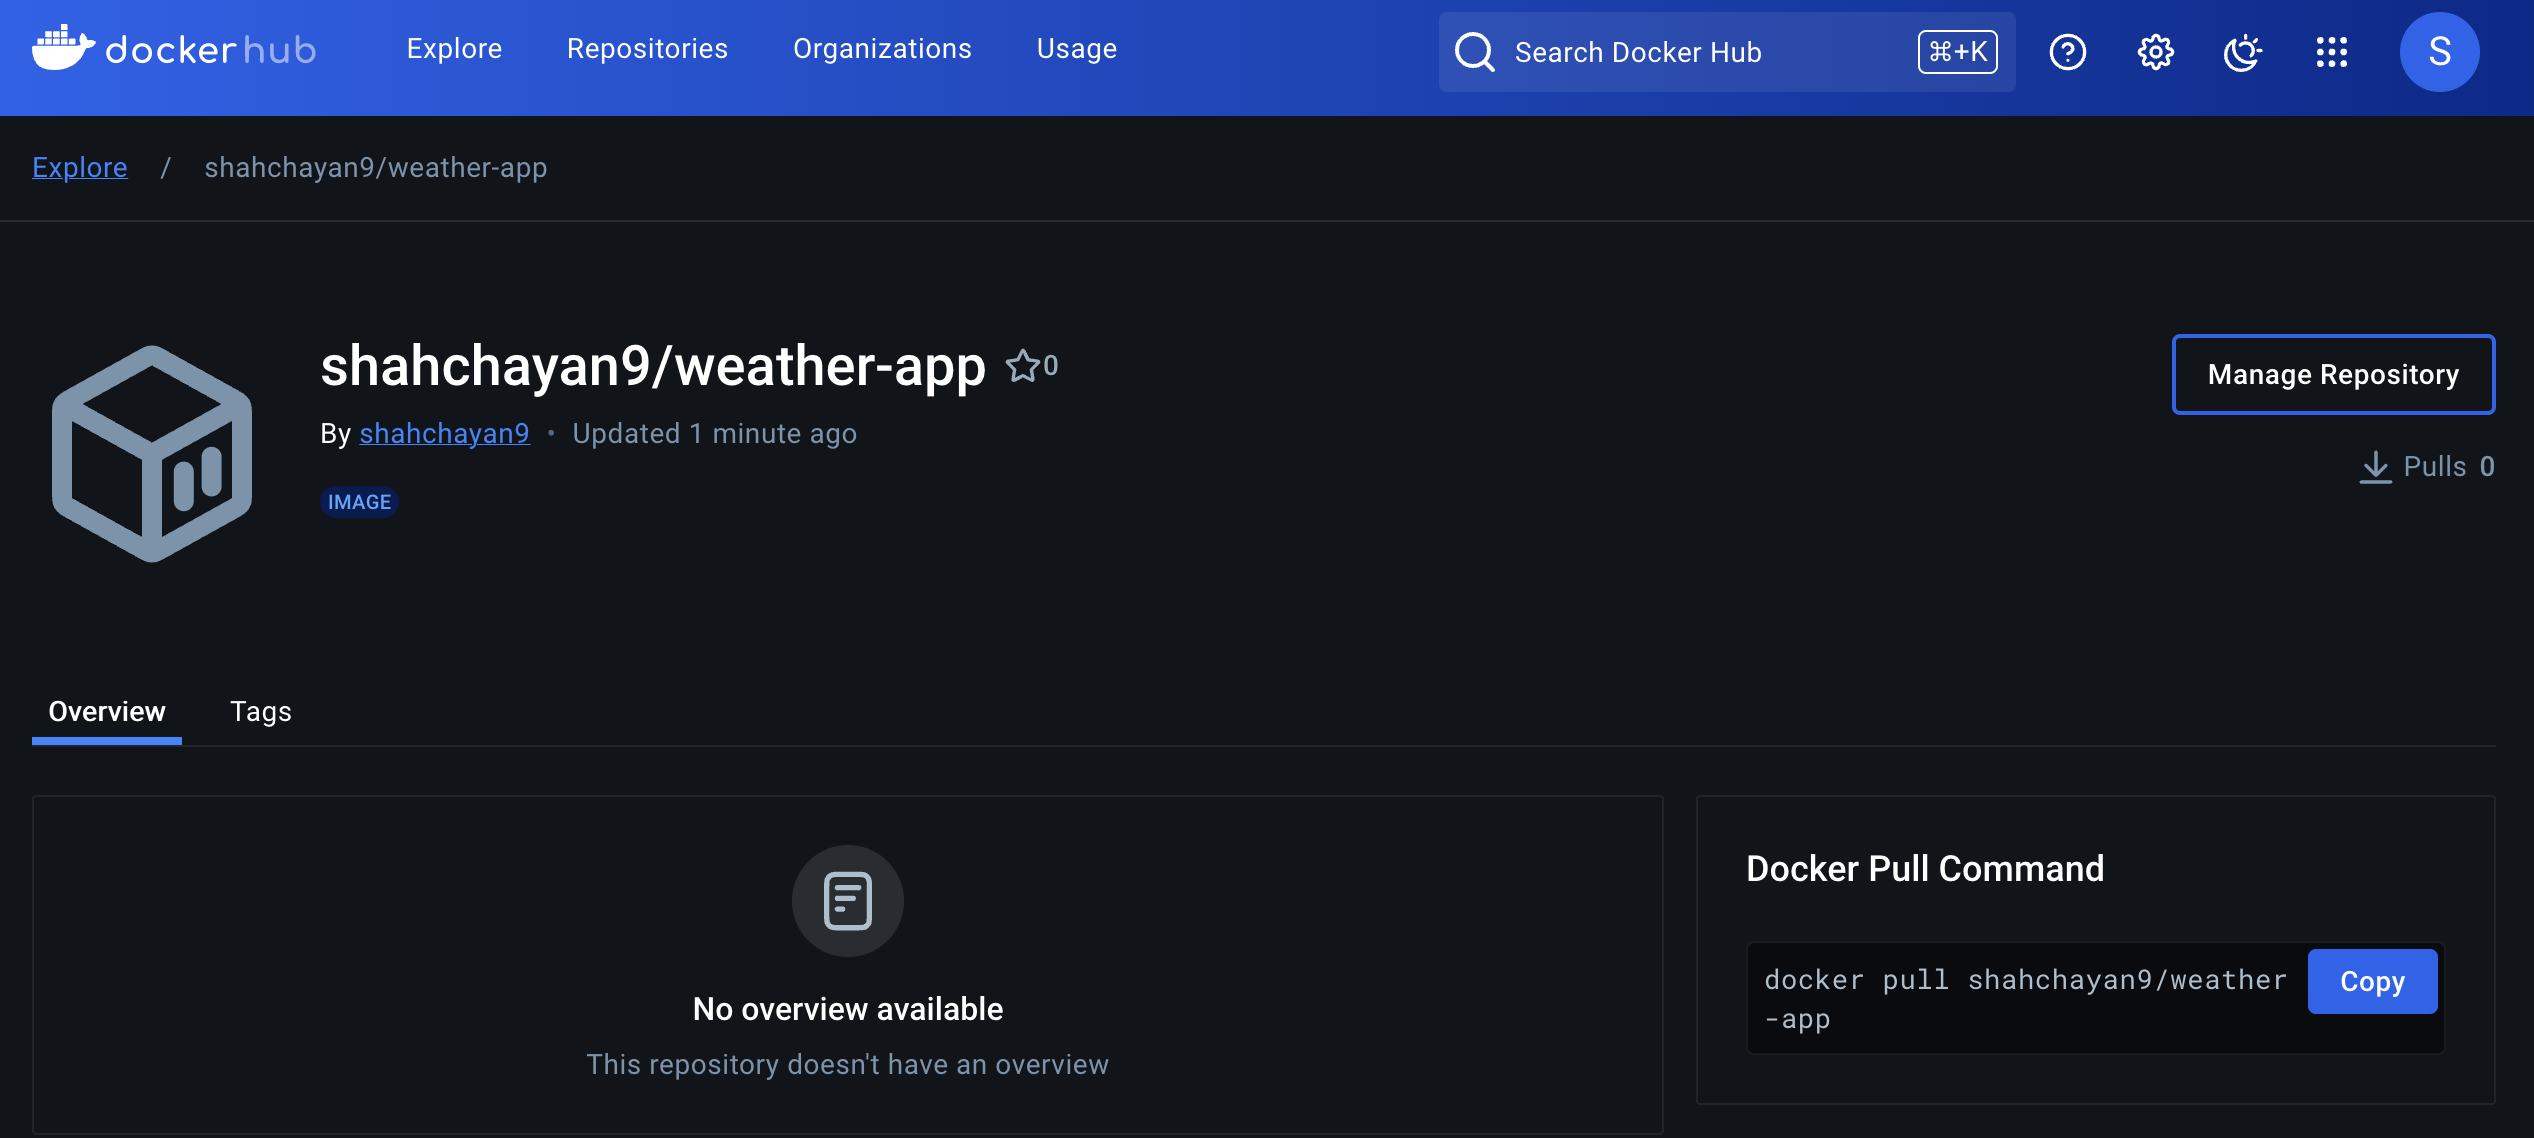 dockerhub
Explore
Repositories
Organizations
Usage
Search Docker Hub
⌘+K
S
Explore / shahchayan9/weather-app
shahchayan9/weather-app
0
By shahchayan9 • Updated 1 minute ago
IMAGE
Manage Repository
Pulls 0
Overview
Tags
No overview available
This repository doesn't have an overview
Docker Pull Command
docker pull shahchayan9/weather
-app
Copy